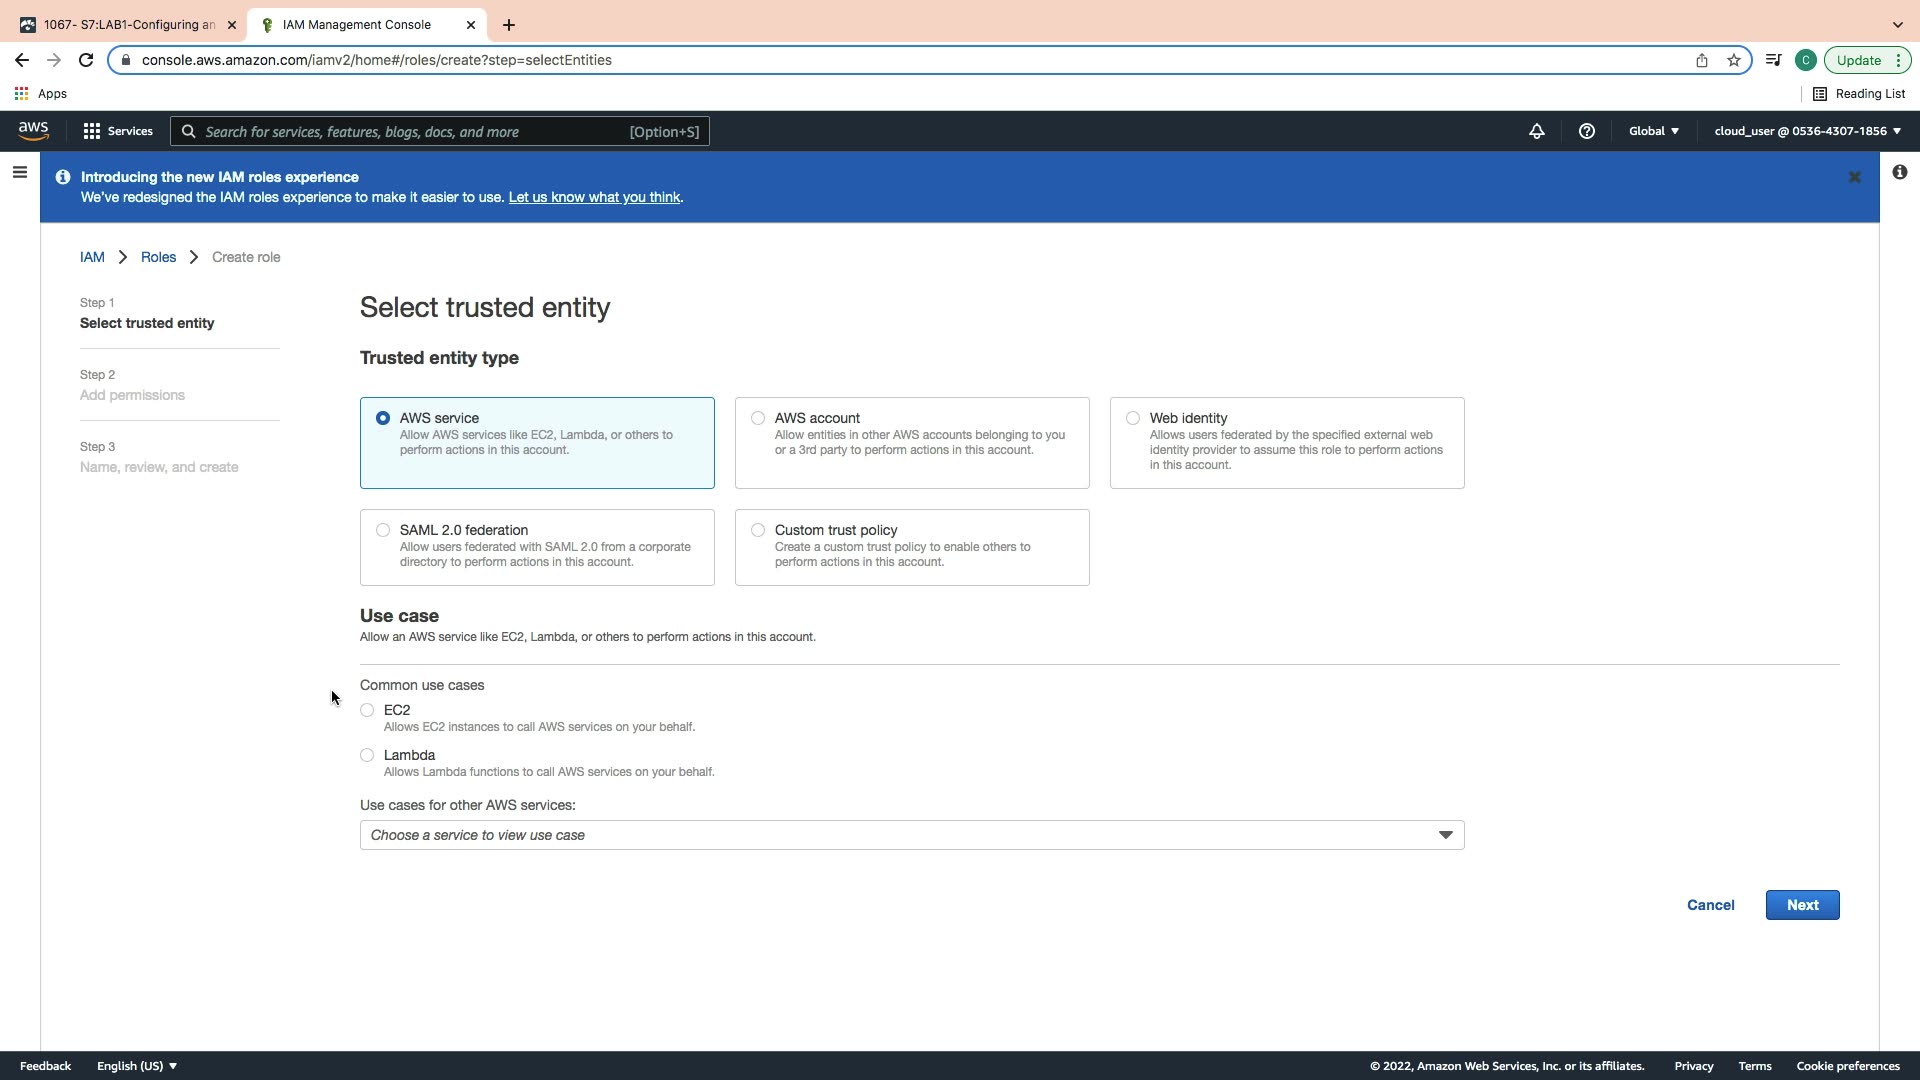 1067- S7:LAB1-Configuring an
IAM Management Console
console.aws.amazon.com/iamv2/home#/roles/create?step=selectEntities
C
Update
Apps
Reading List
aws
Services
Search for services, features, blogs, docs, and more
[Option+S]
Global
cloud_user @ 0536-4307-1856
Introducing the new IAM roles experience
We've redesigned the IAM roles experience to make it easier to use. Let us know what you think.
IAM
Roles
Create role
Step 1
Select trusted entity
Step 2
Add permissions
Step 3
Name, review, and create
Select trusted entity
Trusted entity type
AWS service
Allow AWS services like EC2, Lambda, or others to
perform actions in this account.
AWS account
Allow entities in other AWS accounts belonging to you
or a 3rd party to perform actions in this account.
Web identity
Allows users federated by the specified external web
identity provider to assume this role to perform actions
in this account.
SAML 2.0 federation
Allow users federated with SAML 2.0 from a corporate
directory to perform actions in this account.
Custom trust policy
Create a custom trust policy to enable others to
perform actions in this account.
Use case
Allow an AWS service like EC2, Lambda, or others to perform actions in this account.
Common use cases
EC2
Allows EC2 instances to call AWS services on your behalf.
Lambda
Allows Lambda functions to call AWS services on your behalf.
Use cases for other AWS services:
Choose a service to view use case
Cancel
Next
Feedback
English (US)
© 2022, Amazon Web Services, Inc. or its affiliates.
Privacy
Terms
Cookie preferences